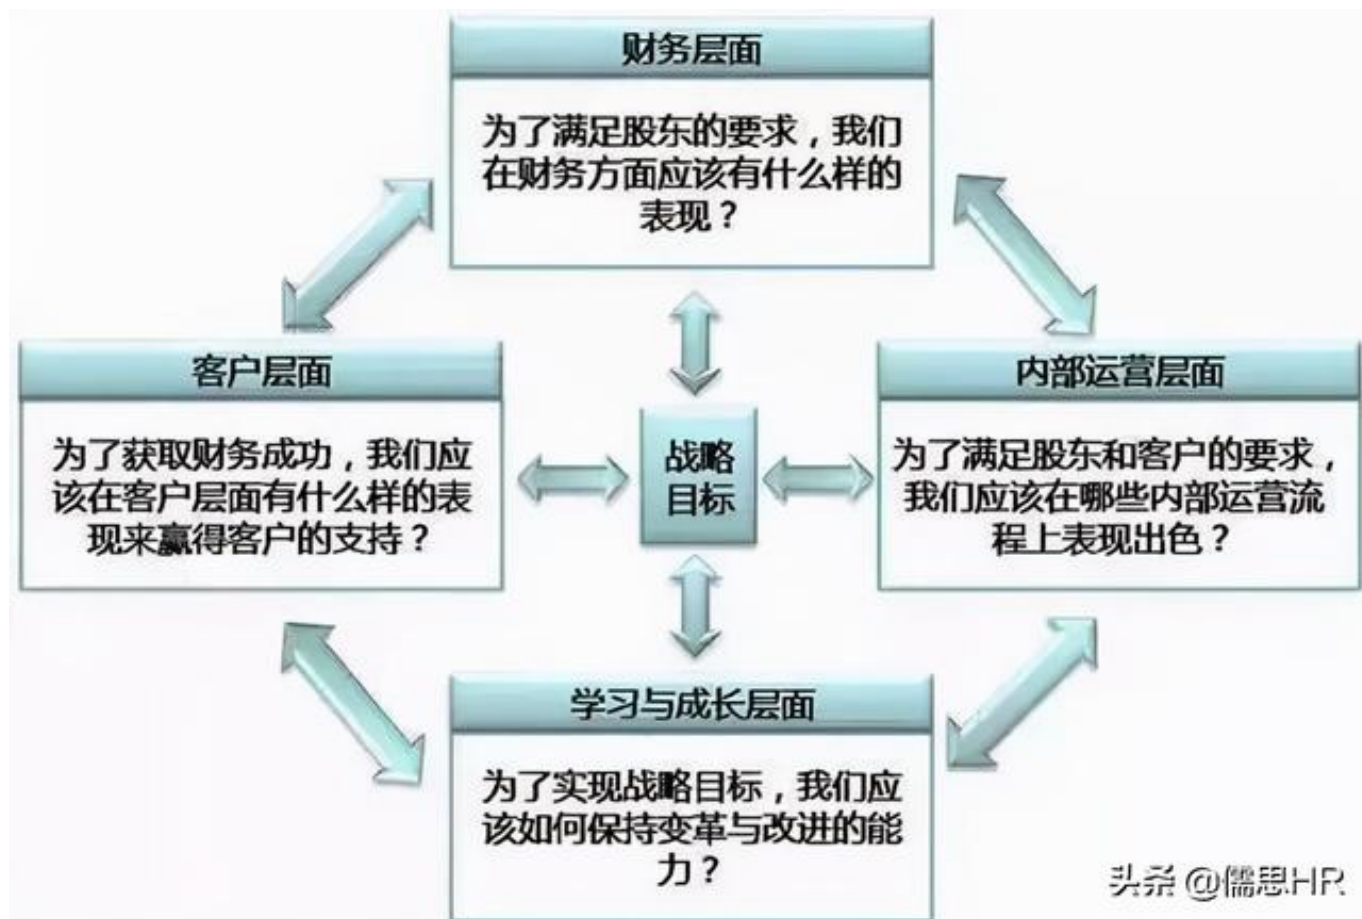 财务层面
为了满足股东的要求，我们
在财务方面应该有什么样的
表现？
客户层面
为了获取财务成功，我们应
该在客户层面有什么样的表
现来赢得客户的支持？
战略
目标
内部运营层面
为了满足股东和客户的要求，
我们应该在哪些内部运营流
程上表现出色？
学习与成长层面
为了实现战略目标，我们应
该如何保持变革与改进的能
力？
头条 @儒思HR